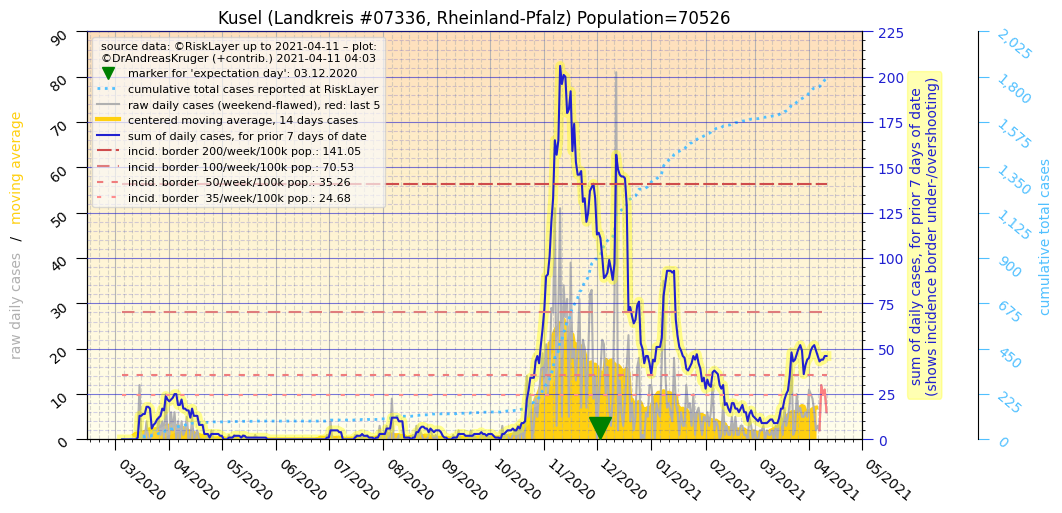 Kusel (Landkreis #07336, Rheinland-Pfalz) Population=70526
source data: ©RiskLayer up to 2021-04-11 – plot:
©DrAndreasKruger (+contrib.) 2021-04-11 04:03
marker for 'expectation day': 03.12.2020
cumulative total cases reported at RiskLayer
raw daily cases (weekend-flawed), red: last 5
centered moving average, 14 days cases
sum of daily cases, for prior 7 days of date
incid. border 200/week/100k pop.: 141.05
incid. border 100/week/100k pop.: 70.53
incid. border  50/week/100k pop.: 35.26
incid. border  35/week/100k pop.: 24.68
raw daily cases / moving average
90
80
70
60
50
40
30
20
10
0
03/2020
04/2020
05/2020
06/2020
07/2020
08/2020
09/2020
10/2020
11/2020
12/2020
01/2021
02/2021
03/2021
04/2021
05/2021
225
200
175
150
125
100
75
50
25
0
sum of daily cases, for prior 7 days of date
(shows incidence border under-/overshooting)
2,025
1,800
1,575
1,350
1,125
900
675
450
225
0
cumulative total cases